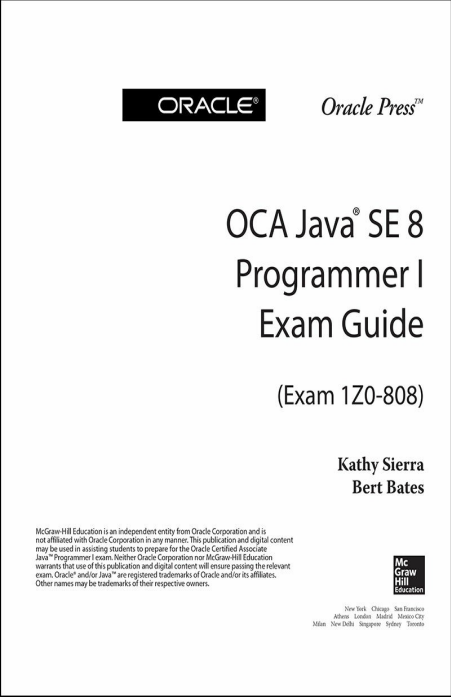 ORACLE®
Oracle Press™
OCA Java® SE 8
Programmer I
Exam Guide
(Exam 1Z0-808)
Kathy Sierra
Bert Bates
McGraw-Hill Education is an independent entity from Oracle Corporation and is
not affiliated with Oracle Corporation in any manner. This publication and digital content
may be used in assisting students to prepare for the Oracle Certified Associate
Java™ Programmer I exam. Neither Oracle Corporation nor McGraw-Hill Education
warrants that use of this publication and digital content will ensure passing the relevant
exam. Oracle® and/or Java™ are registered trademarks of Oracle and/or its affiliates.
Other names may be trademarks of their respective owners.
Mc
Graw
Hill
Education
New York Chicago San Francisco
Athens London Madrid Mexico City
Milan New Delhi Singapore Sydney Toronto